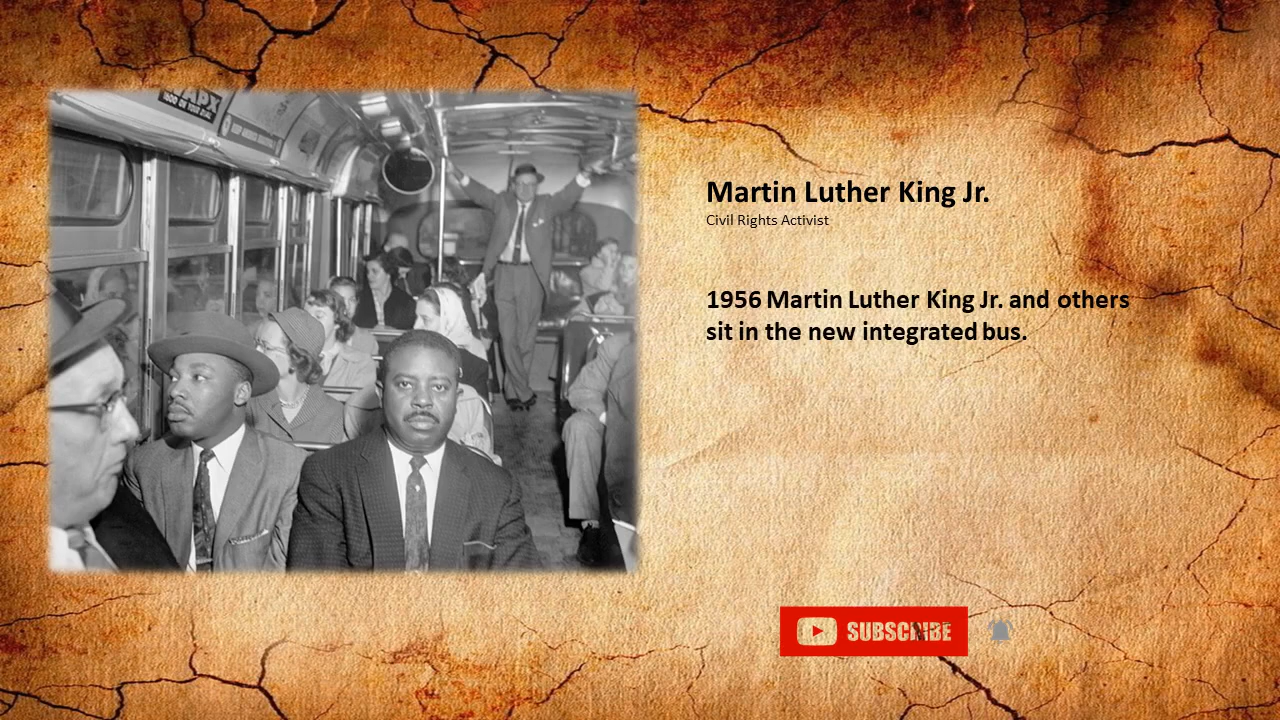 Martin Luther King Jr.
Civil Rights Activist
1956 Martin Luther King Jr. and others
sit in the new integrated bus.
SUBSCRIBE